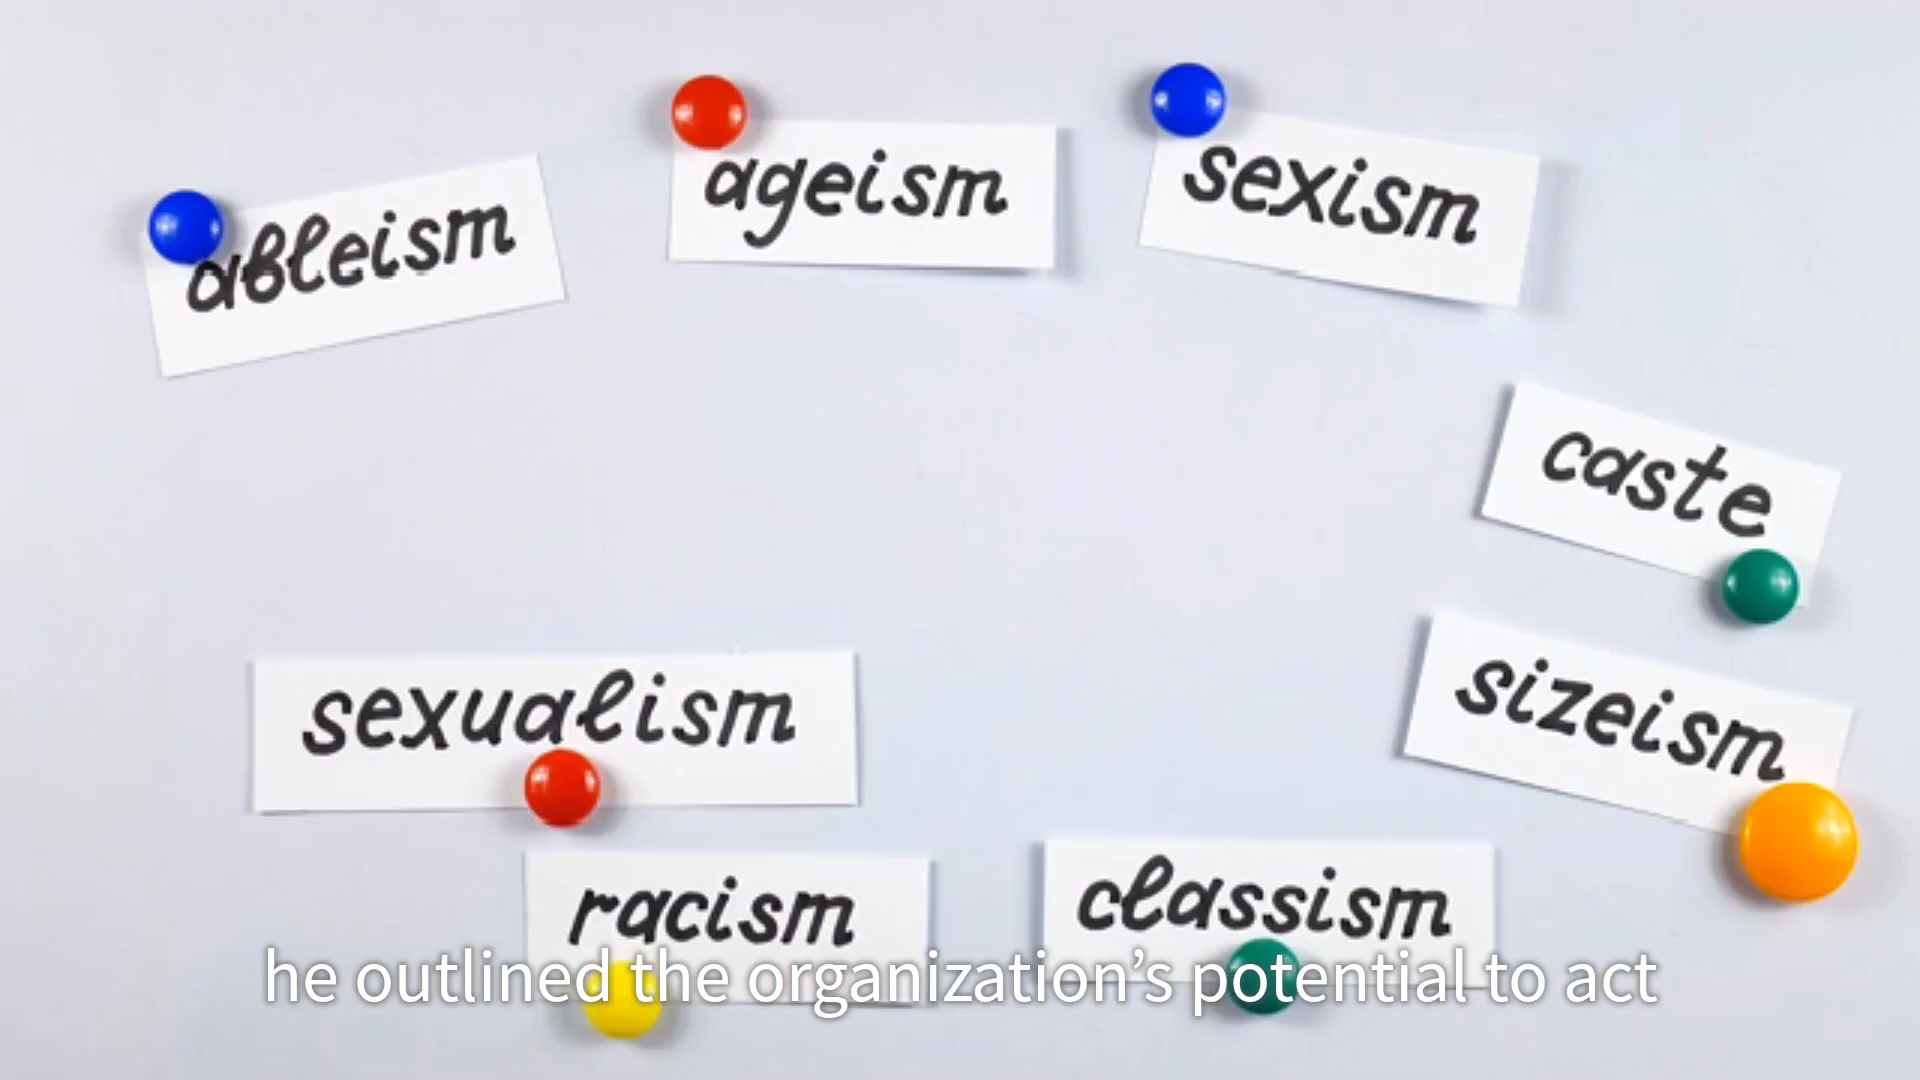 ableism
ageism
sexism
caste
sizeism
sexualism
racism
classism
he outlined the organization’s potential to act